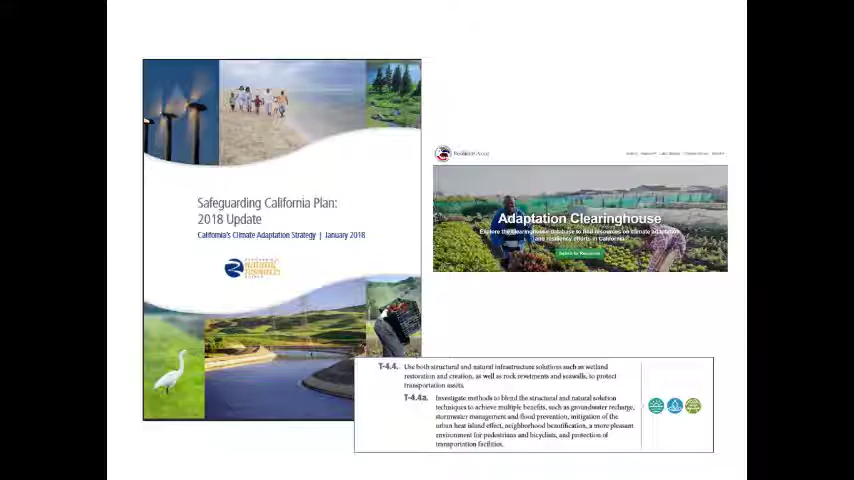 Safeguarding California Plan:
2018 Update
California's Climate Adaptation Strategy | January 2018
natural
resources
Adaptation Clearinghouse
Explore the Clearinghouse database to find resources on climate adaptation
and resiliency efforts in California.
Search for Resources
T-4.4. Use both structural and natural infrastructure solutions such as wetland
restoration and creation, as well as rock revetments and seawalls, to protect
transportation assets.
T-4.4a. Investigate methods to blend the structural and natural solution
techniques to achieve multiple benefits, such as groundwater recharge,
stormwater management and flood prevention, mitigation of the
urban heat island effect, neighborhood beautification, a more pleasant
environment for pedestrians and bicyclists, and protection of
transportation facilities.